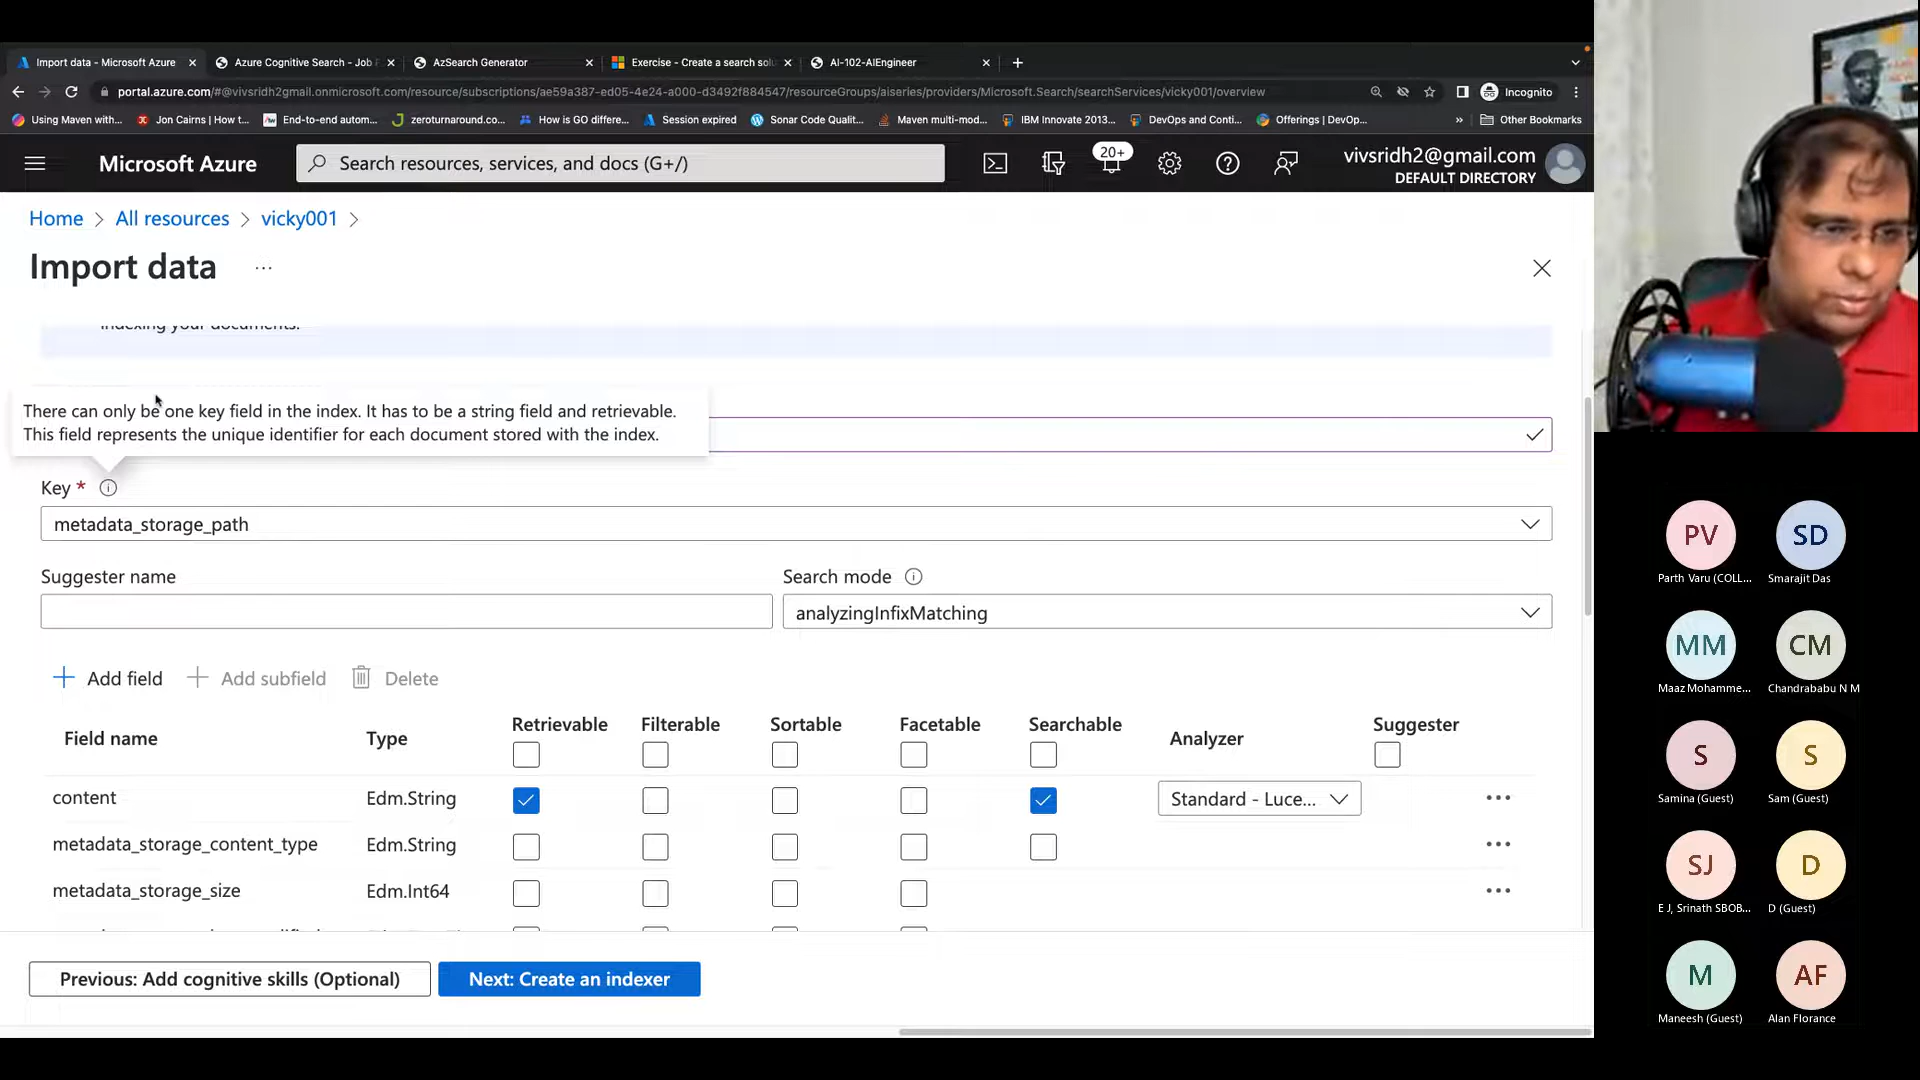 Import data - Microsoft Azure
Azure Cognitive Search - Job F
AzSearch Generator
Exercise - Create a search solu
AI-102-AIEngineer
portal.azure.com/#@vivsridh2gmail.onmicrosoft.com/resource/subscriptions/ae59a387-ed05-4e24-a000-d3492f884547/resourceGroups/aiseries/providers/Microsoft.Search/searchServices/vicky001/overview
Incognito
Using Maven with...
Jon Cairns | How t...
End-to-end autom...
zeroturnaround.co...
How is GO differe...
Session expired
Sonar Code Qualit...
Maven multi-mod...
IBM Innovate 2013...
DevOps and Conti...
Offerings | DevOp...
»
Other Bookmarks
Microsoft Azure
Search resources, services, and docs (G+/)
20+
vivsridh2@gmail.com
DEFAULT DIRECTORY
Home > All resources > vicky001 >
Import data ...
indexing your documents.
There can only be one key field in the index. It has to be a string field and retrievable.
This field represents the unique identifier for each document stored with the index.
Key *
metadata_storage_path
Suggester name
Search mode
analyzingInfixMatching
Add field
Add subfield
Delete
Field name
Type
Retrievable
Filterable
Sortable
Facetable
Searchable
Analyzer
Suggester
content
Edm.String
Standard - Luce...
metadata_storage_content_type
Edm.String
metadata_storage_size
Edm.Int64
Previous: Add cognitive skills (Optional)
Next: Create an indexer
PV
Parth Varu (COLL...
SD
Smarajit Das
MM
Maaz Mohamme...
CM
Chandrababu N M
S
Samina (Guest)
S
Sam (Guest)
SJ
E J, Srinath SBOB...
D
D (Guest)
M
Maneesh (Guest)
AF
Alan Florance